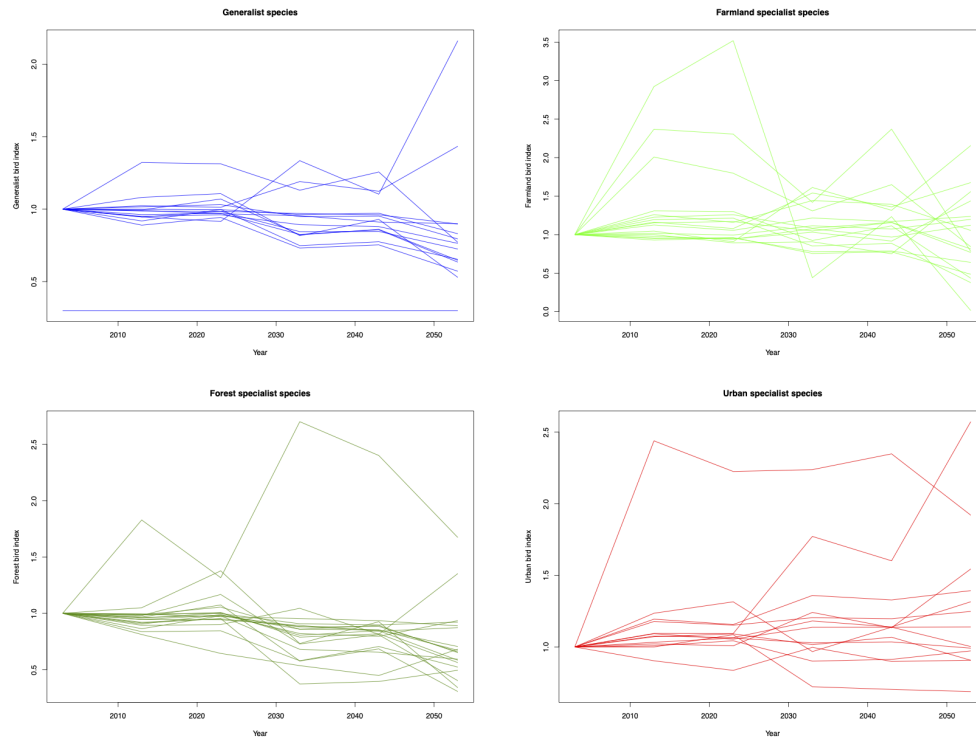 Generalist species
Generalist bird index
2.0
1.5
1.0
0.5
2010 2020 2030 2040 2050
Year
Farmland specialist species
Farmland bird index
3.5
3.0
2.5
2.0
1.5
1.0
0.5
0.0
2010 2020 2030 2040 2050
Year
Forest specialist species
Forest bird index
2.5
2.0
1.5
1.0
0.5
2010 2020 2030 2040 2050
Year
Urban specialist species
Urban bird index
2.5
2.0
1.5
1.0
2010 2020 2030 2040 2050
Year